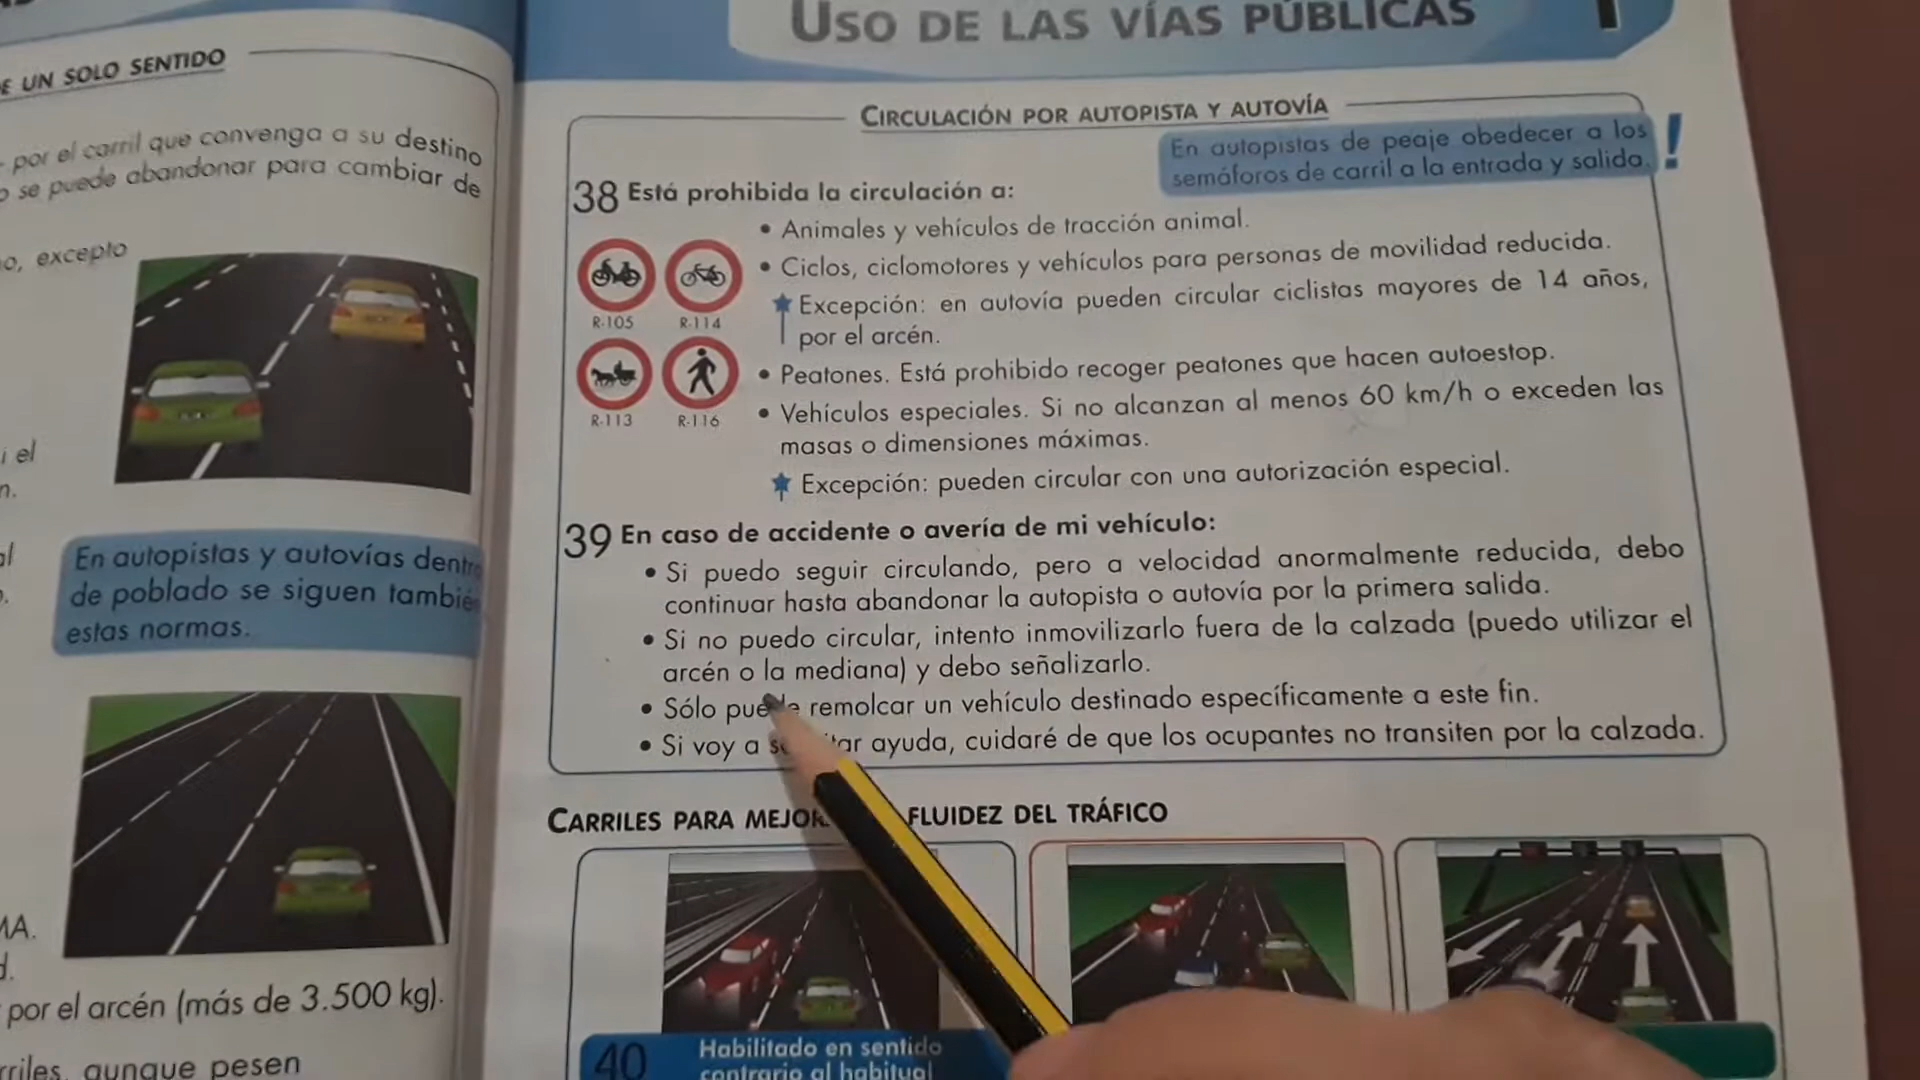 E UN SOLO SENTIDO
por el carril que convenga a su destino
se puede abandonar para cambiar de
o, excepto
i el
n.
En autopistas y autovías
de poblado se siguen
estas normas.
MA.
d.
por el arcén (más de 3.500 kg).
aunque pesen
USO DE LAS VÍAS PÚBLICAS
CIRCULACIÓN POR AUTOPISTA Y AUTOVÍA
En autopistas de peaje obedecer a los
semáforos de carril a la entrada y salida.
!
38 Está prohibida la circulación a:
• Animales y vehículos de tracción animal.
• Ciclos, ciclomotores y vehículos para personas de movilidad reducida.
Excepción: en autovía pueden circular ciclistas mayores de 14 años,
por el arcén.
• Peatones. Está prohibido recoger peatones que hacen autoestop.
• Vehículos especiales. Si no alcanzan al menos 60 km/h o exceden las
masas o dimensiones máximas.
Excepción: pueden circular con una autorización especial.
R-105 R-114
R-113 R-116
39 En caso de accidente o avería de mi vehículo:
• Si puedo seguir circulando, pero a velocidad anormalmente reducida, debo
continuar hasta abandonar la autopista o autovía por la primera salida.
• Si no puedo circular, intento inmovilizarlo fuera de la calzada (puedo utilizar el
arcén o la mediana) y debo señalizarlo.
• Sólo puede remolcar un vehículo destinado específicamente a este fin.
• Si voy a ayuda, cuidaré de que los ocupantes no transiten por la calzada.
CARRILES PARA FLUIDEZ DEL TRÁFICO
40 Habilitado en sentido
contrario al habitual